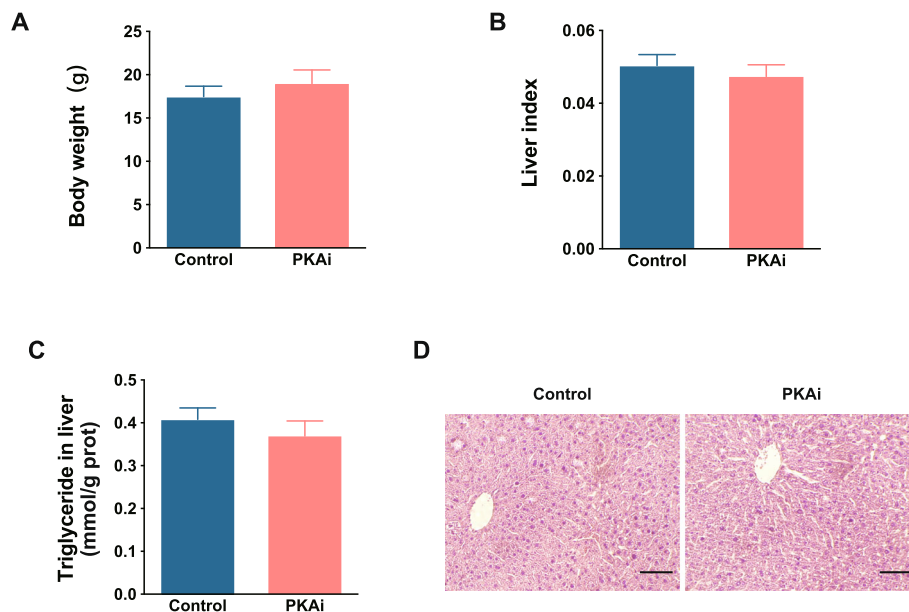 A
Body weight (g)
25
20
15
10
5
0
Control PKAi
B
Liver index
0.06
0.04
0.02
0.00
Control PKAi
C
Triglyceride in liver
(mmol/g prot)
0.5
0.4
0.3
0.2
0.1
0.0
Control PKAi
D
Control PKAi